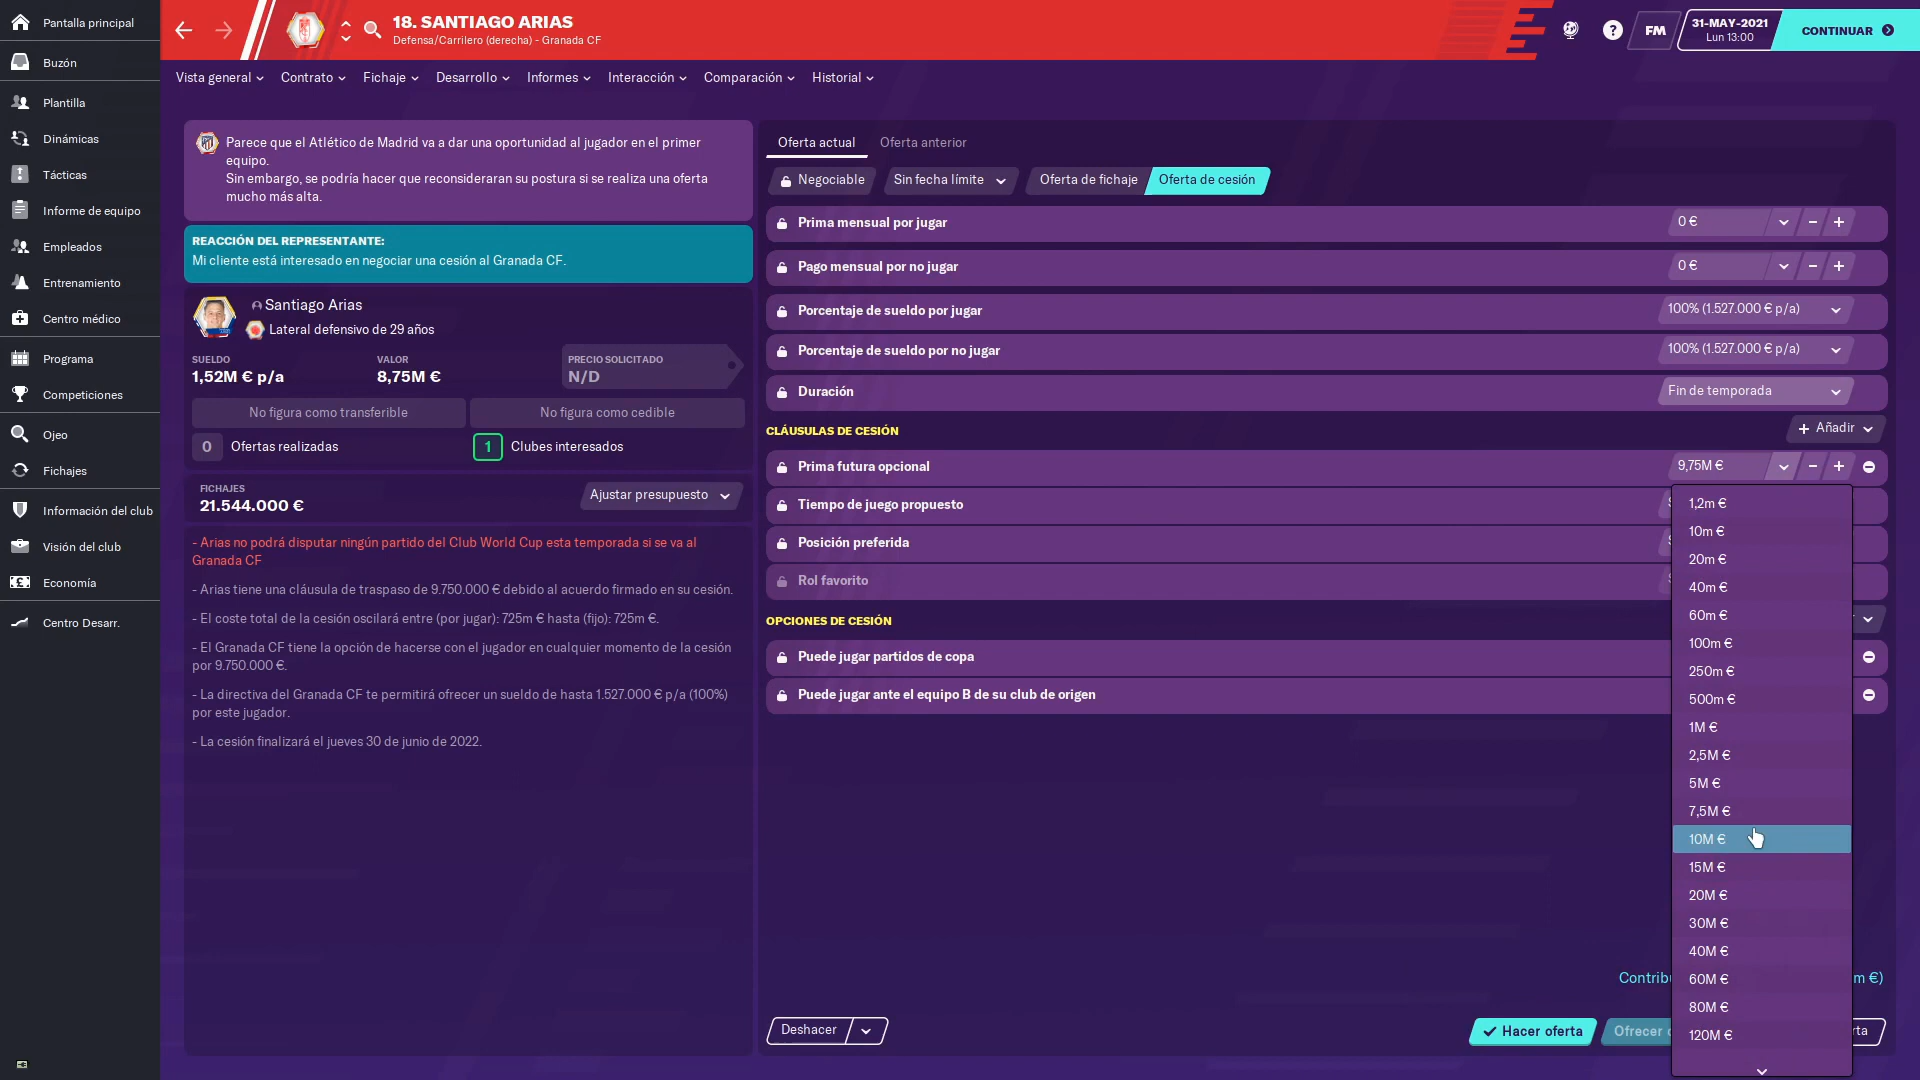 Pantalla principal
Buzón
Plantilla
Dinámicas
Tácticas
Informe de equipo
Empleados
Entrenamiento
Centro médico
Programa
Competiciones
Ojeo
Fichajes
Información del club
Visión del club
Economía
Centro Desarr.
18. SANTIAGO ARIAS
Defensa/Carrilero (derecha) - Granada CF
FM
31-MAY-2021
Lun 13:00
CONTINUAR
Vista general
Contrato
Fichaje
Desarrollo
Informes
Interacción
Comparación
Historial
Parece que el Atlético de Madrid va a dar una oportunidad al jugador en el primer
equipo.
Sin embargo, se podría hacer que reconsideraran su postura si se realiza una oferta
mucho más alta.
REACCIÓN DEL REPRESENTANTE:
Mi cliente está interesado en negociar una cesión al Granada CF.
Santiago Arias
Lateral defensivo de 29 años
SUELDO
1,52M € p/a
VALOR
8,75M €
PRECIO SOLICITADO
N/D
No figura como transferible
No figura como cedible
0 Ofertas realizadas
1 Clubes interesados
FICHAJES
21.544.000 €
Ajustar presupuesto
- Arias no podrá disputar ningún partido del Club World Cup esta temporada si se va al
Granada CF
- Arias tiene una cláusula de traspaso de 9.750.000 € debido al acuerdo firmado en su cesión.
- El coste total de la cesión oscilará entre (por jugar): 725m € hasta (fijo): 725m €.
- El Granada CF tiene la opción de hacerse con el jugador en cualquier momento de la cesión
por 9.750.000 €.
- La directiva del Granada CF te permitirá ofrecer un sueldo de hasta 1.527.000 € p/a (100%)
por este jugador.
- La cesión finalizará el jueves 30 de junio de 2022.
Oferta actual
Oferta anterior
Negociable
Sin fecha límite
Oferta de fichaje
Oferta de cesión
Prima mensual por jugar
0 €
Pago mensual por no jugar
0 €
Porcentaje de sueldo por jugar
100% (1.527.000 € p/a)
Porcentaje de sueldo por no jugar
100% (1.527.000 € p/a)
Duración
Fin de temporada
CLÁUSULAS DE CESIÓN
+ Añadir
Prima futura opcional
9,75M €
Tiempo de juego propuesto
Posición preferida
Rol favorito
OPCIONES DE CESIÓN
Puede jugar partidos de copa
Puede jugar ante el equipo B de su club de origen
1,2m €
10m €
20m €
40m €
60m €
100m €
250m €
500m €
1M €
2,5M €
5M €
7,5M €
10M €
15M €
20M €
30M €
40M €
60M €
80M €
120M €
Contribu
m €)
Deshacer
Hacer oferta
Ofrecer
rta